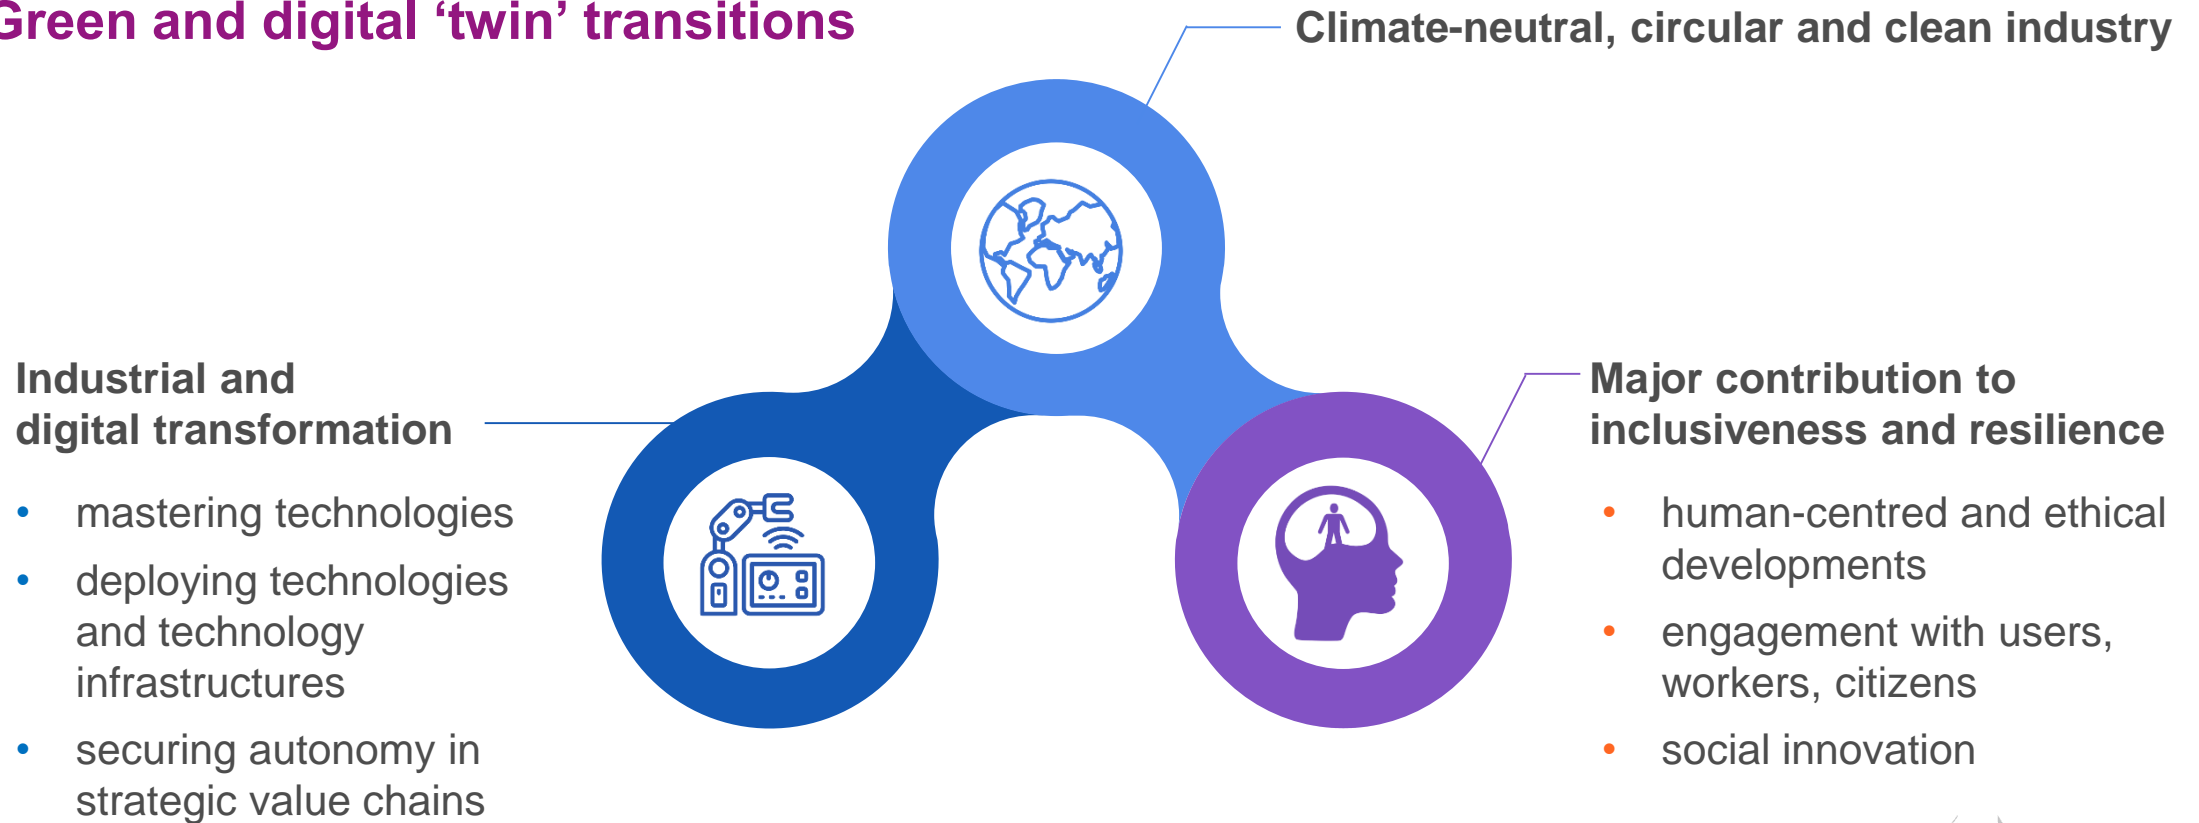 Green and digital ‘twin’ transitions
Climate-neutral, circular and clean industry
Industrial and
digital transformation
• mastering technologies
• deploying technologies
and technology
infrastructures
• securing autonomy in
strategic value chains
Major contribution to
inclusiveness and resilience
• human-centred and ethical
developments
• engagement with users,
workers, citizens
• social innovation